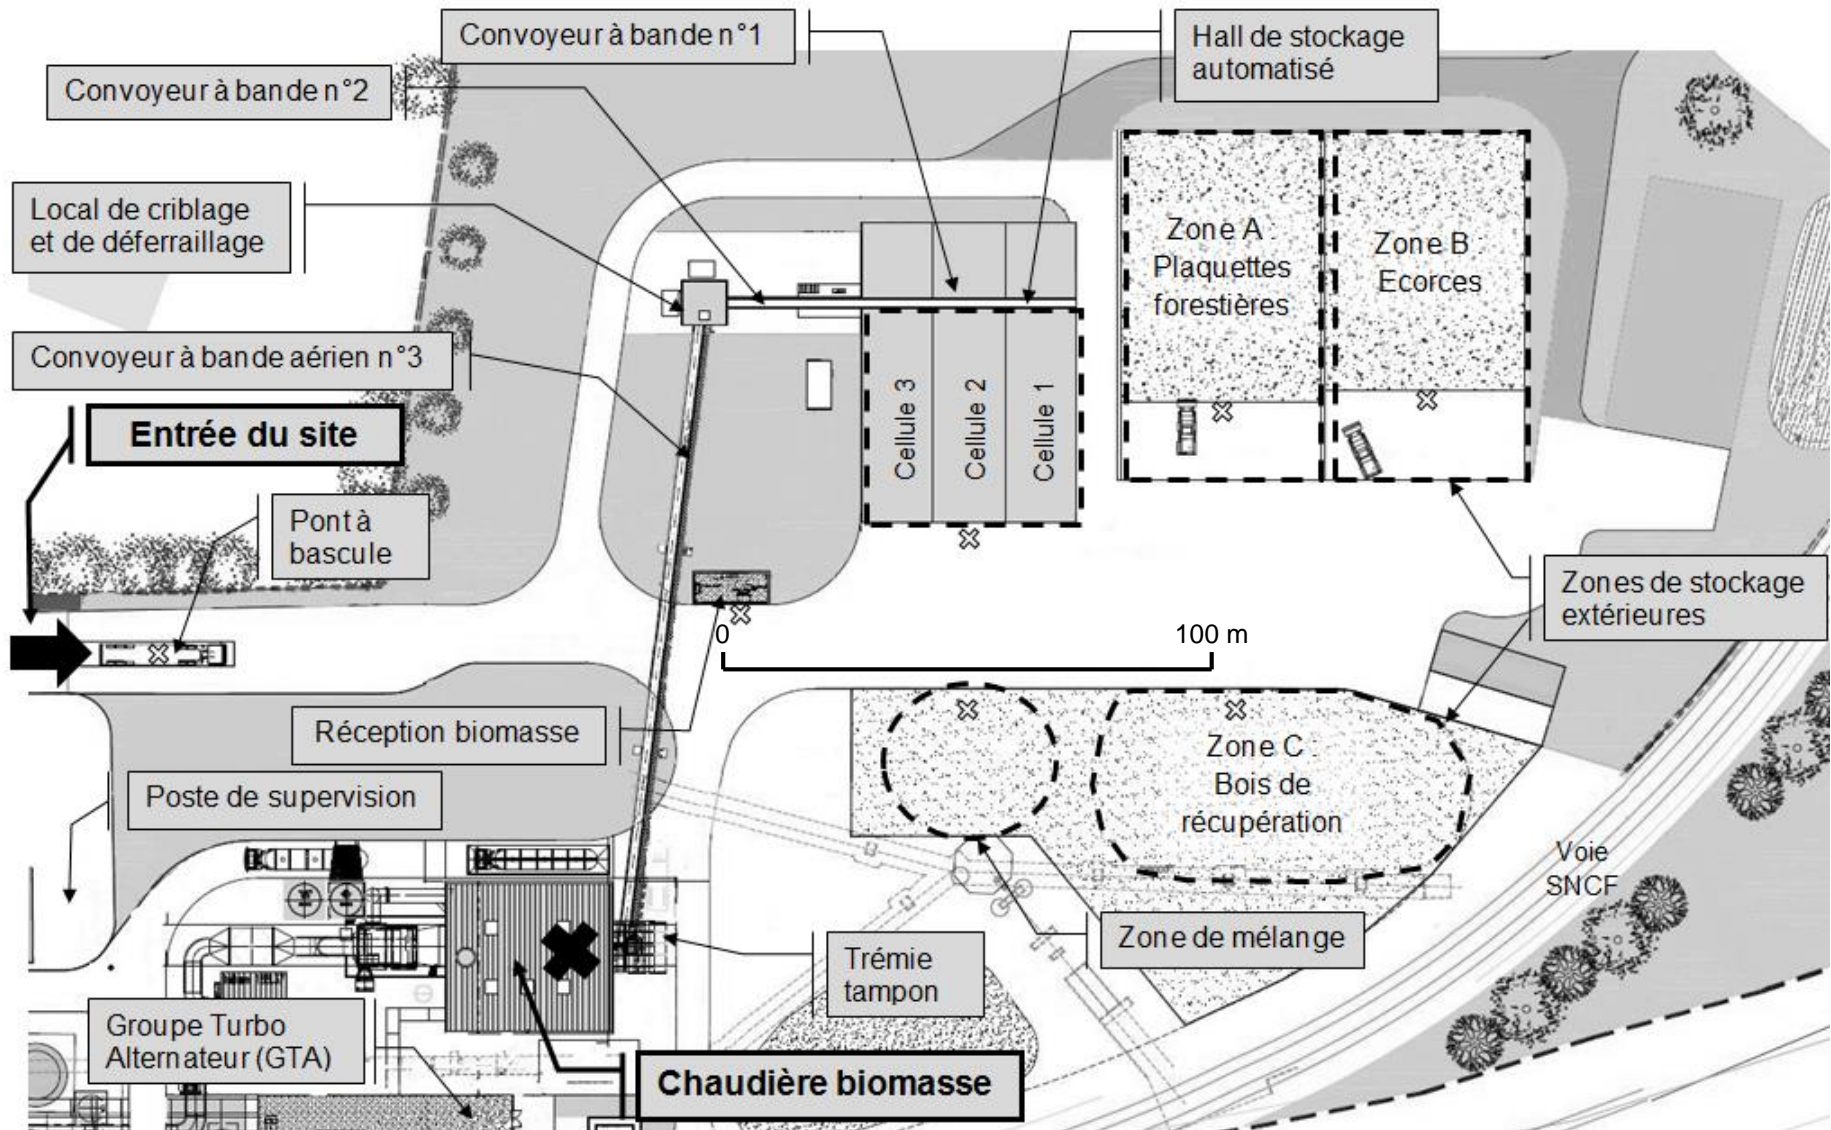 Convoyeur à bande n°1
Hall de stockage
automatisé
Convoyeur à bande n°2
Local de criblage
et de déferraillage
Zone A :
Plaquettes
forestières
Zone B :
Ecorces
Convoyeur à bande aérien n°3
Cellule 3
Cellule 2
Cellule 1
Entrée du site
Pont à
bascule
Zones de stockage
extérieures
0
100 m
Réception biomasse
Zone C :
Bois de
récupération
Poste de supervision
Voie
SNCF
Zone de mélange
Trémie
tampon
Groupe Turbo
Alternateur (GTA)
Chaudière biomasse